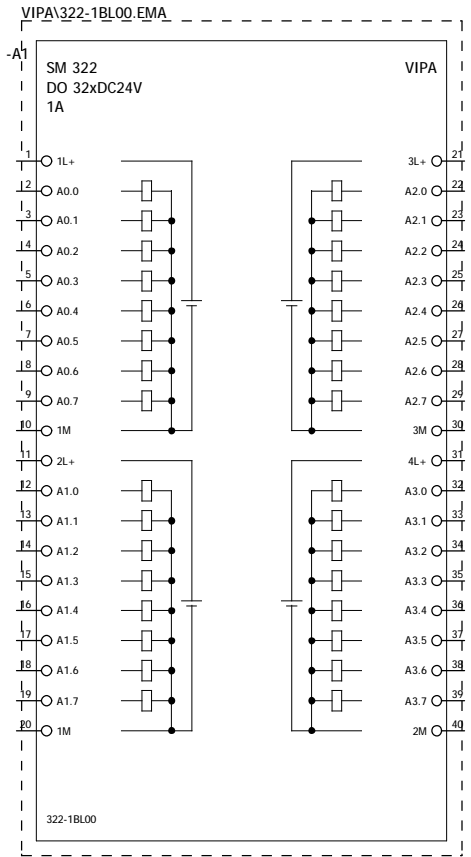 VIPA\322-1BL00.EMA
-A1
SM 322
DO 32xDC24V
1A
VIPA
1 1L+ 3L+ 21
2 A0.0 A2.0 22
3 A0.1 A2.1 23
4 A0.2 A2.2 24
5 A0.3 A2.3 25
6 A0.4 A2.4 26
7 A0.5 A2.5 27
8 A0.6 A2.6 28
9 A0.7 A2.7 29
10 1M 3M 30
11 2L+ 4L+ 31
12 A1.0 A3.0 32
13 A1.1 A3.1 33
14 A1.2 A3.2 34
15 A1.3 A3.3 35
16 A1.4 A3.4 36
17 A1.5 A3.5 37
18 A1.6 A3.6 38
19 A1.7 A3.7 39
20 1M 2M 40
322-1BL00